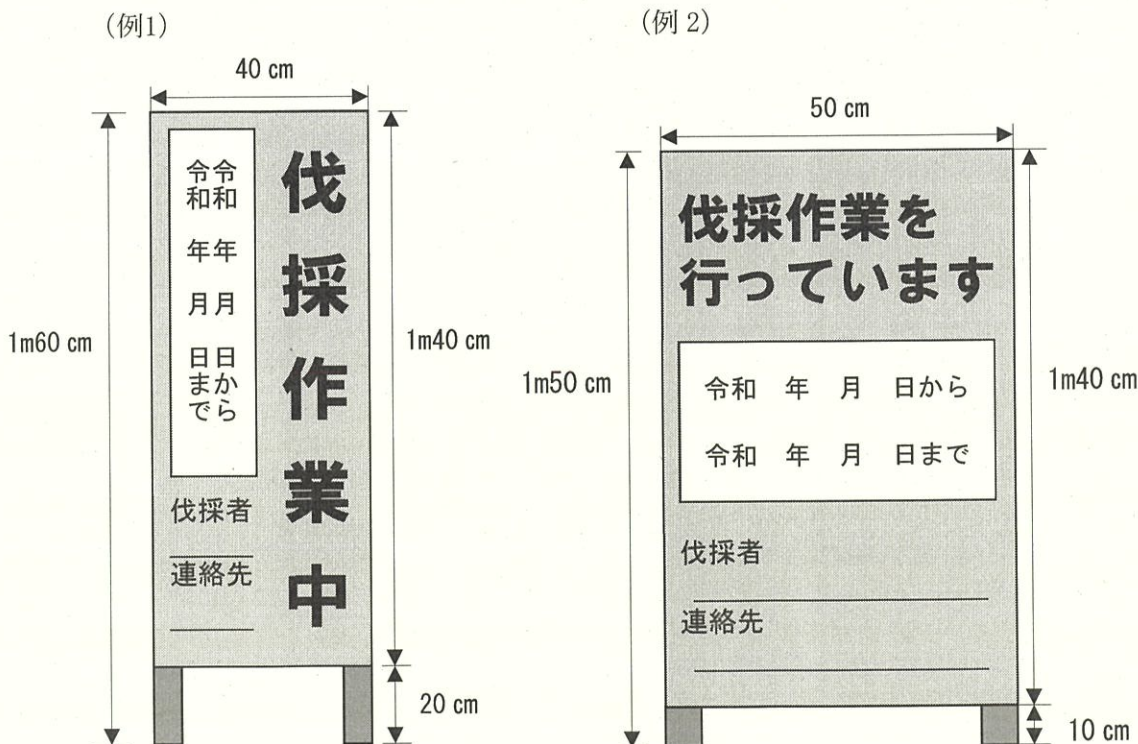 (例1)
40 cm
1m60 cm
伐採作業中
令和 年 月 日から
令和 年 月 日まで
伐採者
連絡先
1m40 cm
20 cm
(例 2)
50 cm
1m50 cm
伐採作業を
行っています
令和 年 月 日から
令和 年 月 日まで
伐採者
連絡先
1m40 cm
10 cm